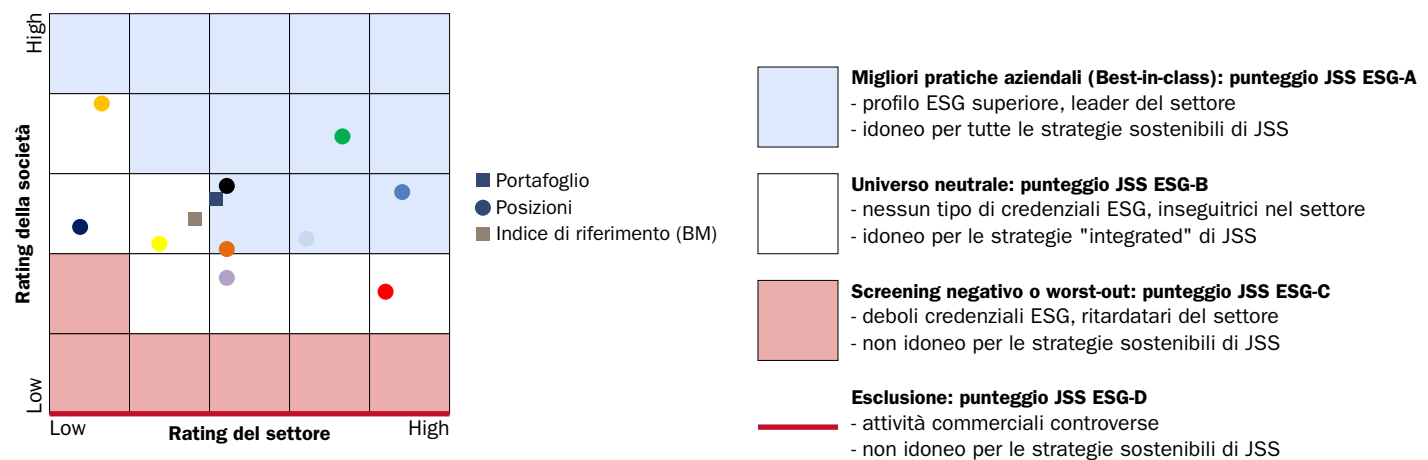 High
Rating della società
Low
Low
Rating del settore
High
Portafoglio
Posizioni
Indice di riferimento (BM)
Migliori pratiche aziendali (Best-in-class): punteggio JSS ESG-A
- profilo ESG superiore, leader del settore
- idoneo per tutte le strategie sostenibili di JSS
Universo neutrale: punteggio JSS ESG-B
- nessun tipo di credenziali ESG, inseguitrici nel settore
- idoneo per le strategie "integrated" di JSS
Screening negativo o worst-out: punteggio JSS ESG-C
- deboli credenziali ESG, ritardatari del settore
- non idoneo per le strategie sostenibili di JSS
Esclusione: punteggio JSS ESG-D
- attività commerciali controverse
- non idoneo per le strategie sostenibili di JSS